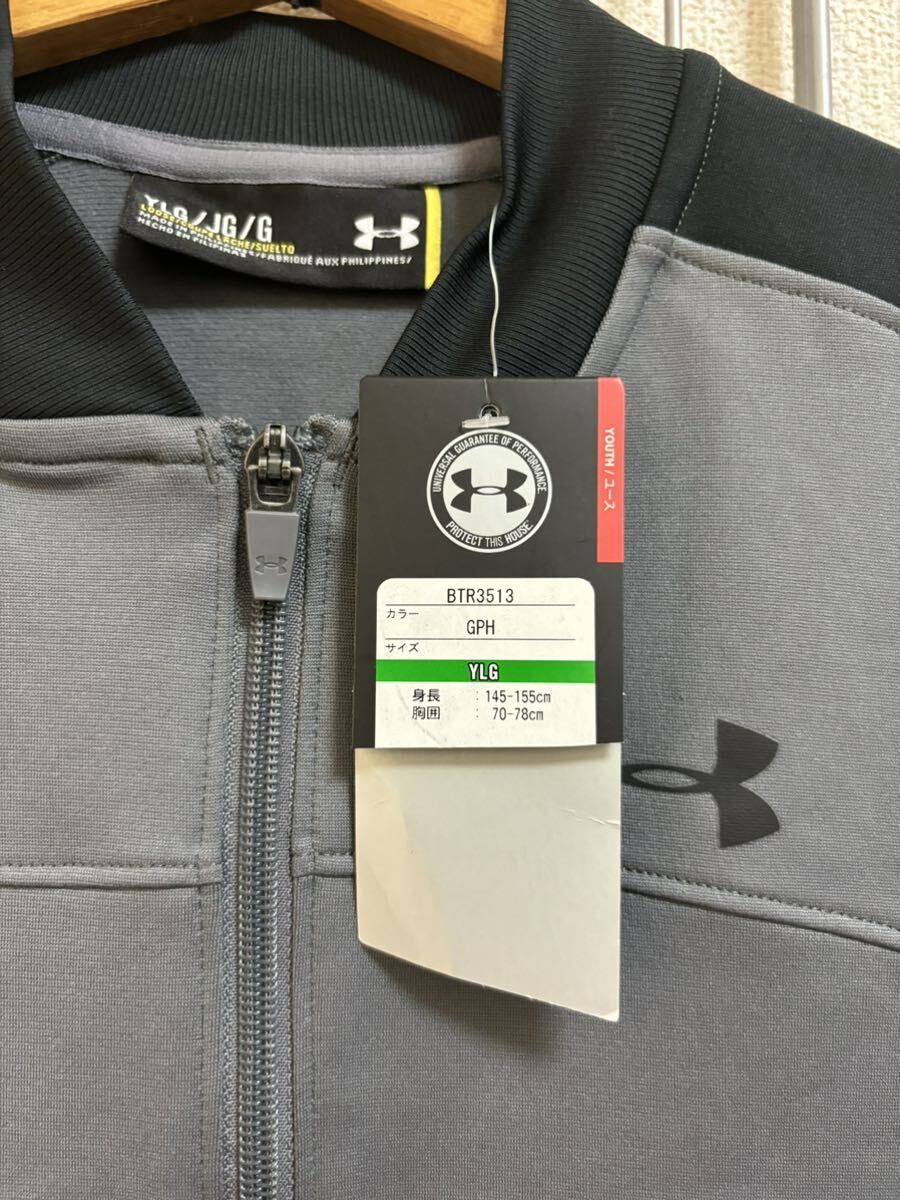 YLG/JG/G
LOOSE/COUPE LACHE/SUELTO
MADE IN PHILIPPINES/FABRIQUÉ AUX PHILIPPINES/
HECHO EN FILIPINAS
UNIVERSAL GUARANTEE OF PERFORMANCE
PROTECT THIS HOUSE.
YOUTH / ユース
BTR3513
カラー
GPH
サイズ
YLG
身長 : 145-155cm
胸囲 : 70-78cm